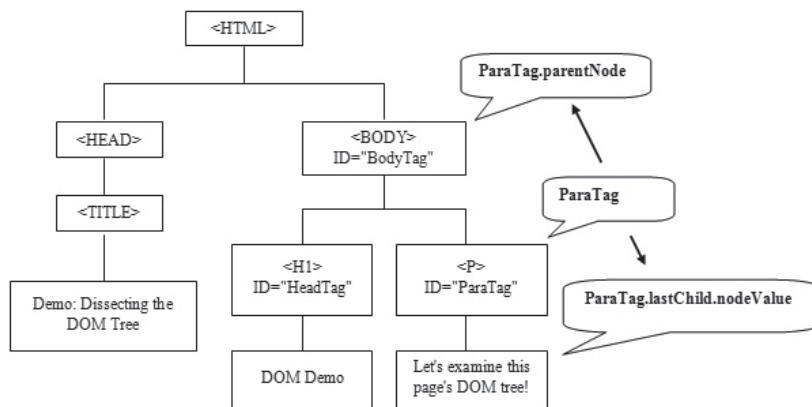 <HTML>
ParaTag.parentNode
<HEAD>
<BODY>
ID="BodyTag"
ParaTag
<TITLE>
<H1>
ID="HeadTag"
<P>
ID="ParaTag"
Demo: Dissecting the
DOM Tree
ParaTag.lastChild.nodeValue
DOM Demo
Let's examine this
page's DOM tree!